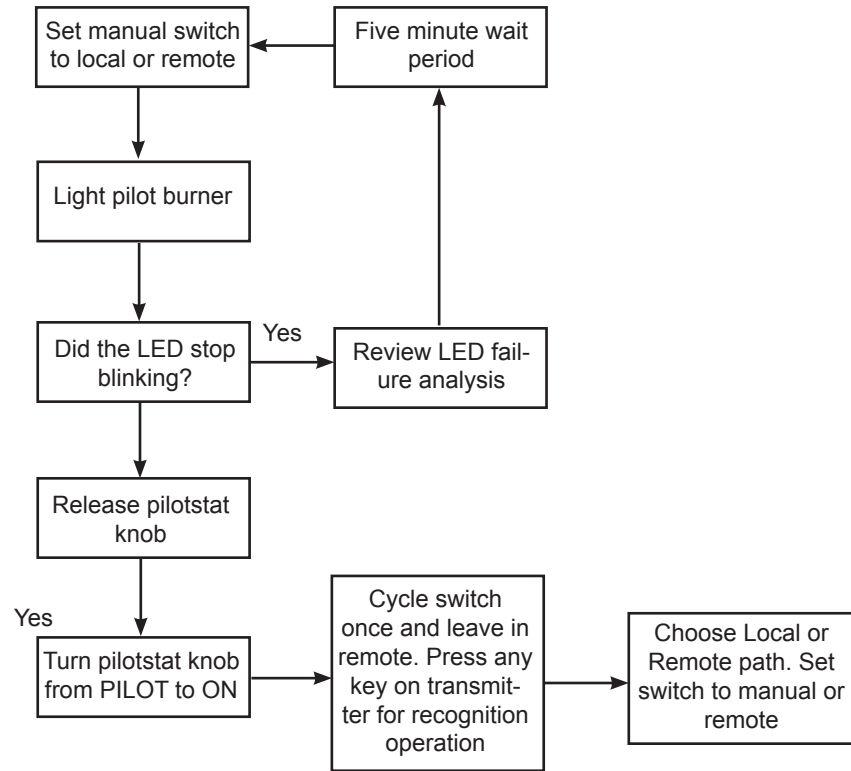 Set manual switch
to local or remote
Five minute wait
period
Light pilot burner
Did the LED stop
blinking?
Yes
Review LED fail-
ure analysis
Release pilotstat
knob
Yes
Turn pilotstat knob
from PILOT to ON
Cycle switch
once and leave in
remote. Press any
key on transmit-
ter for recognition
operation
Choose Local or
Remote path. Set
switch to manual or
remote